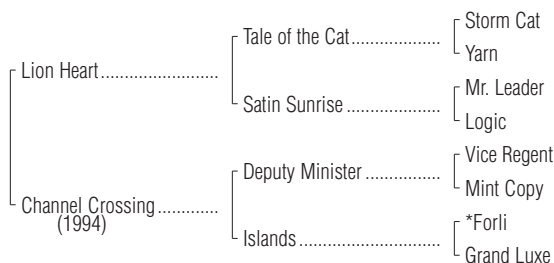 Storm Cat
Tale of the Cat....................
Yarn
Lion Heart..........................
Mr. Leader
Satin Sunrise .....................
Logic
Vice Regent
Deputy Minister .................
Mint Copy
Channel Crossing.............
(1994)
*Forli
Islands ...............................
Grand Luxe